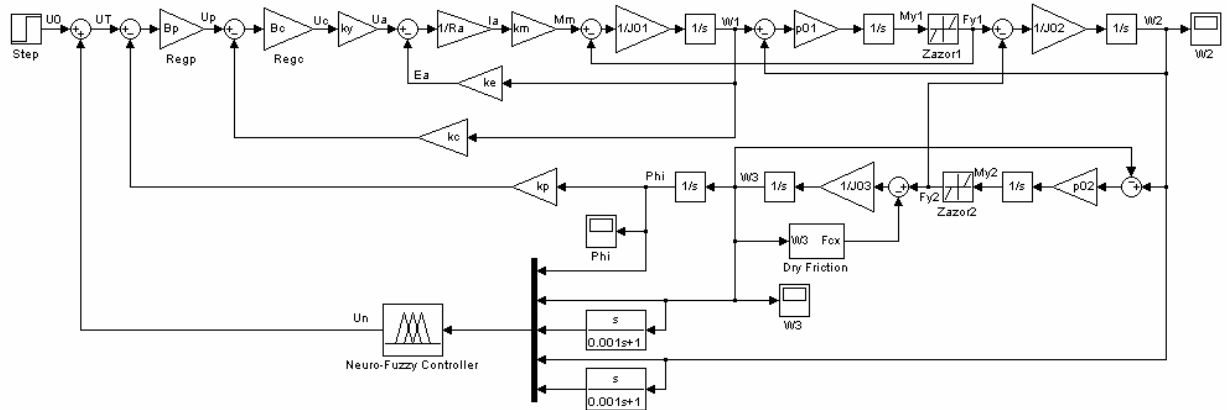 U0
UT
Up
Uc
Ua
Ia
Mm
W1
My1
Fy1
W2
Step
Bp
Regp
Bc
Regc
ky
1/Ra
km
1/J01
1/s
p01
1/s
Zazor1
1/J02
1/s
W2
Ea
ke
kc
kp
Phi
1/s
W3
1/s
1/J03
Fy2
My2
Zazor2
1/s
p02
Phi
W3 Fcx
Dry Friction
W3
Un
Neuro-Fuzzy Controller
s
0.001s+1
s
0.001s+1